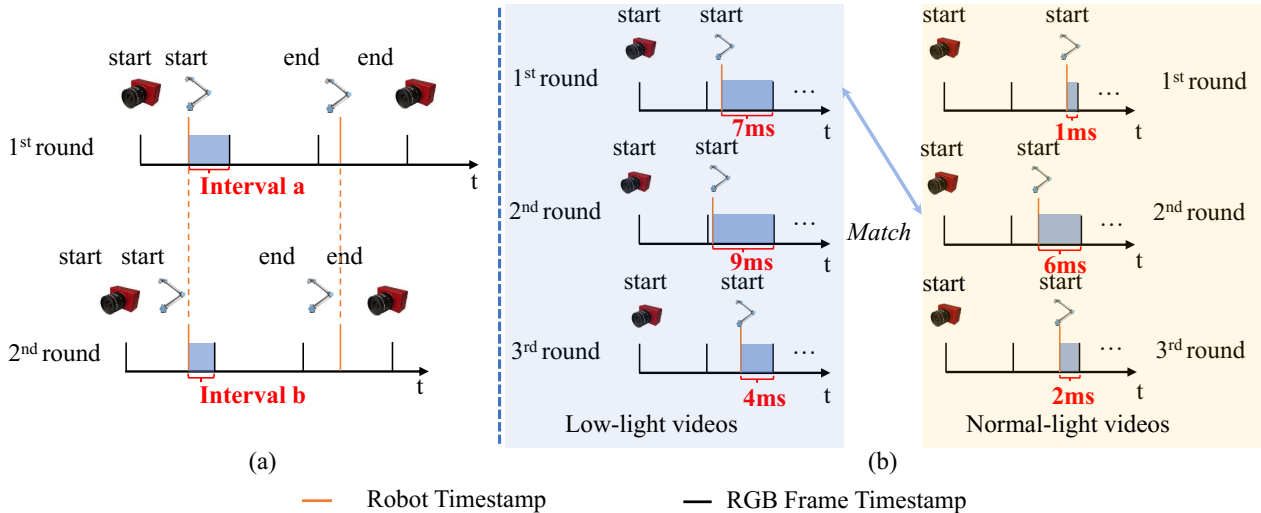 start start end end
1st round
t
Interval a
start start end end
2nd round
t
Interval b
(a)
start start
1st round
...
t
7ms
start start
2nd round
...
t
9ms
start start
3rd round
...
t
4ms
Low-light videos
Match
start start
1st round
...
t
1ms
start start
2nd round
...
t
6ms
start start
3rd round
...
t
2ms
Normal-light videos
(b)
Robot Timestamp
RGB Frame Timestamp